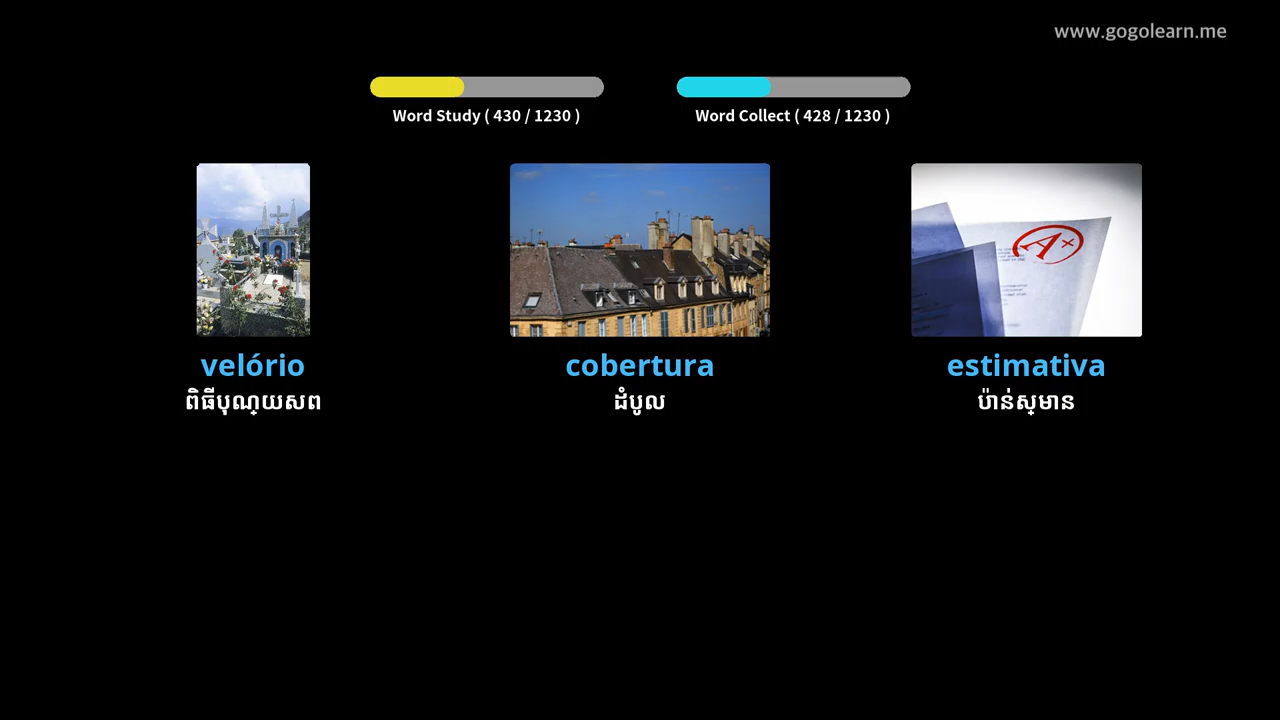 www.gogolearn.me
Word Study ( 430 / 1230 )
Word Collect ( 428 / 1230 )
A+
velório
cobertura
estimativa
ពិធីបុណ្យសព
ដំបូល
ប៉ាន់ស្មាន